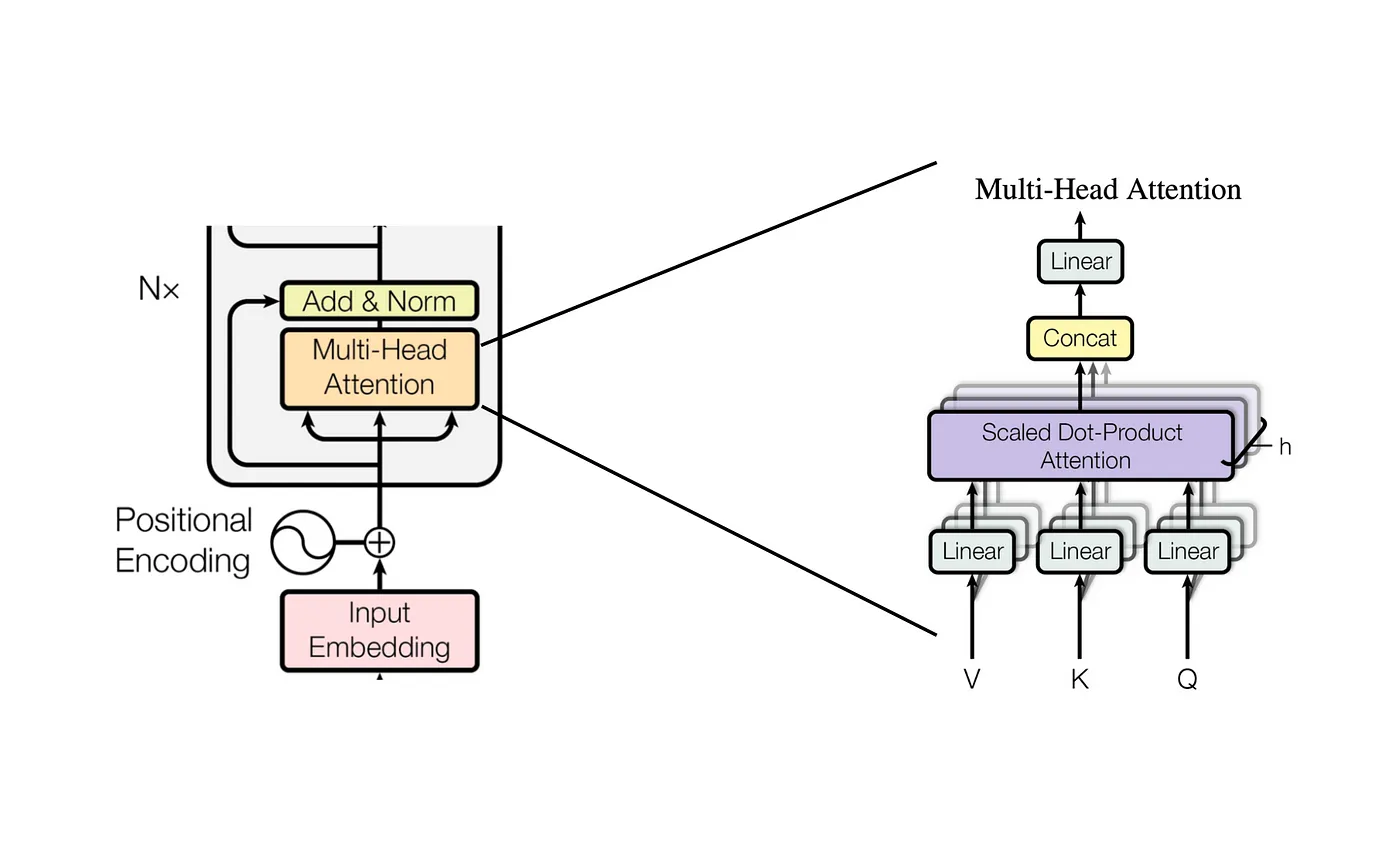 N×
Add & Norm
Multi-Head
Attention
Positional
Encoding
Input
Embedding
Multi-Head Attention
Linear
Concat
Scaled Dot-Product
Attention
h
Linear
Linear
Linear
V
K
Q